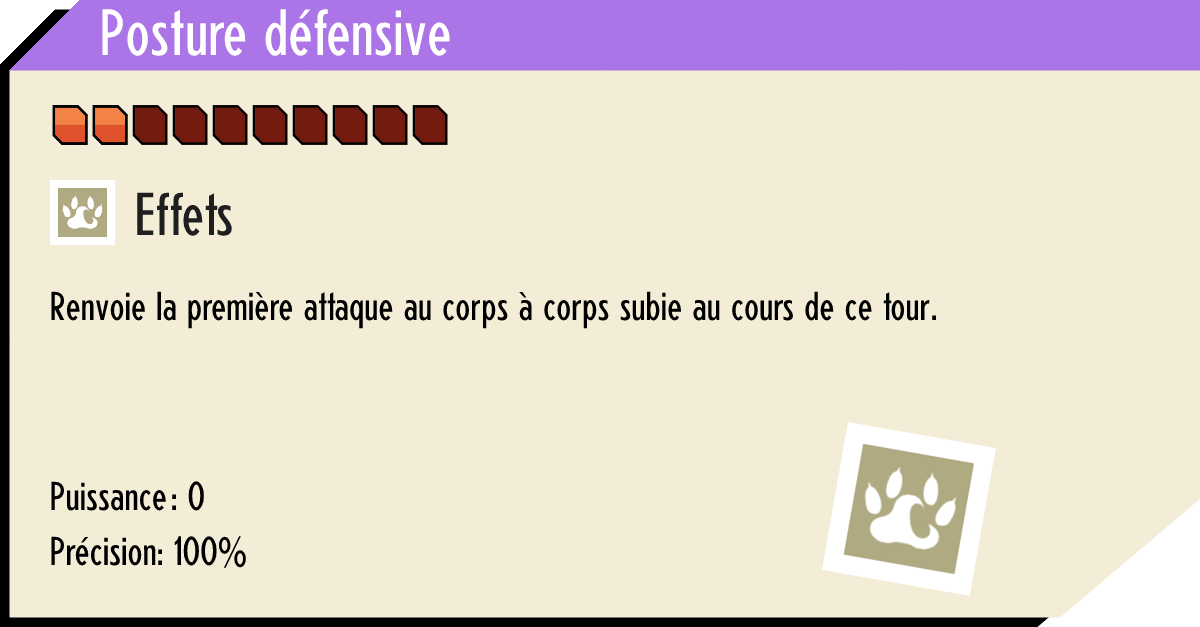 Posture défensive
Effets
Renvoie la première attaque au corps à corps subie au cours de ce tour.
Puissance : 0
Précision: 100%